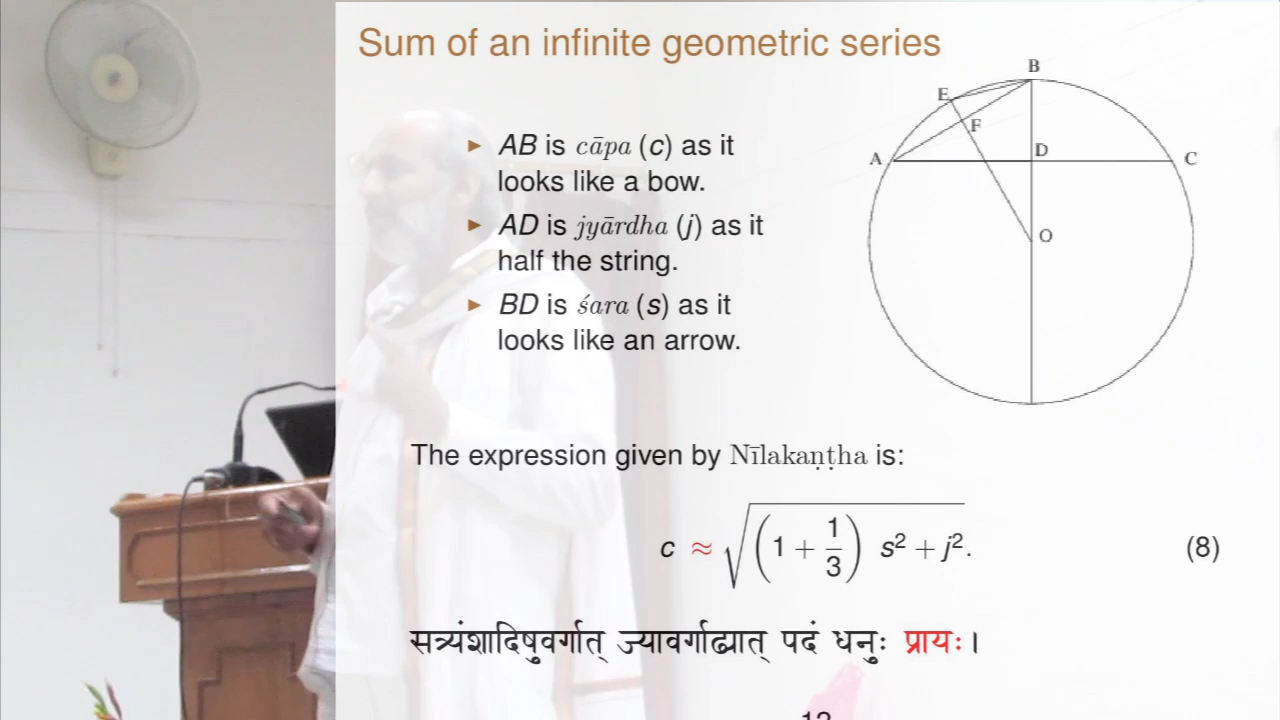 Sum of an infinite geometric series
AB is cāpa (c) as it
looks like a bow.
AD is jyārdha (j) as it
half the string.
BD is śara (s) as it
looks like an arrow.
B
E
F
A
D
C
O
The expression given by Nīlakaṇṭha is:
c ≈ √((1 + 1/3) s² + j²). (8)
सत्र्यंशादिषुवर्गात् ज्यावर्गाढ्यात् पदं धनुः प्रायः।